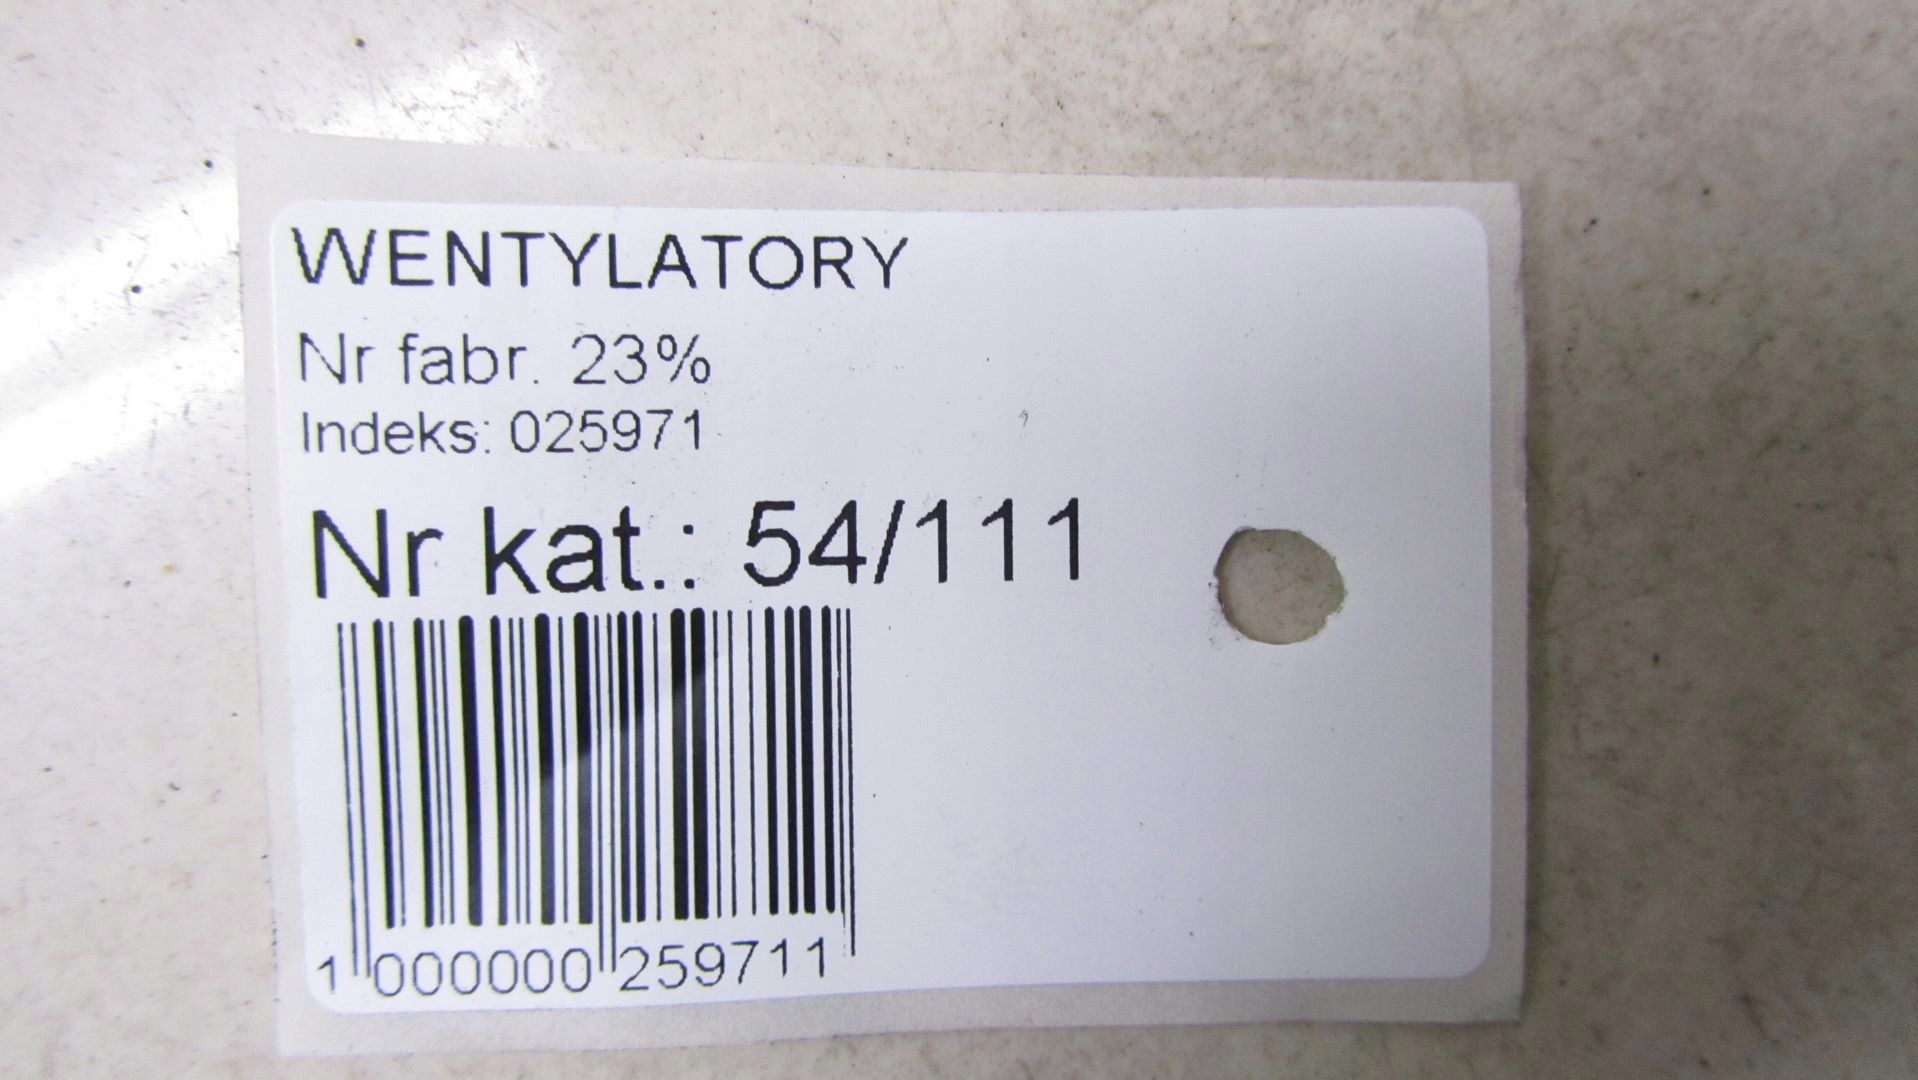 WENTYLATORY
Nr fabr. 23%
Indeks: 025971
Nr kat.: 54/111
1 000000 259711